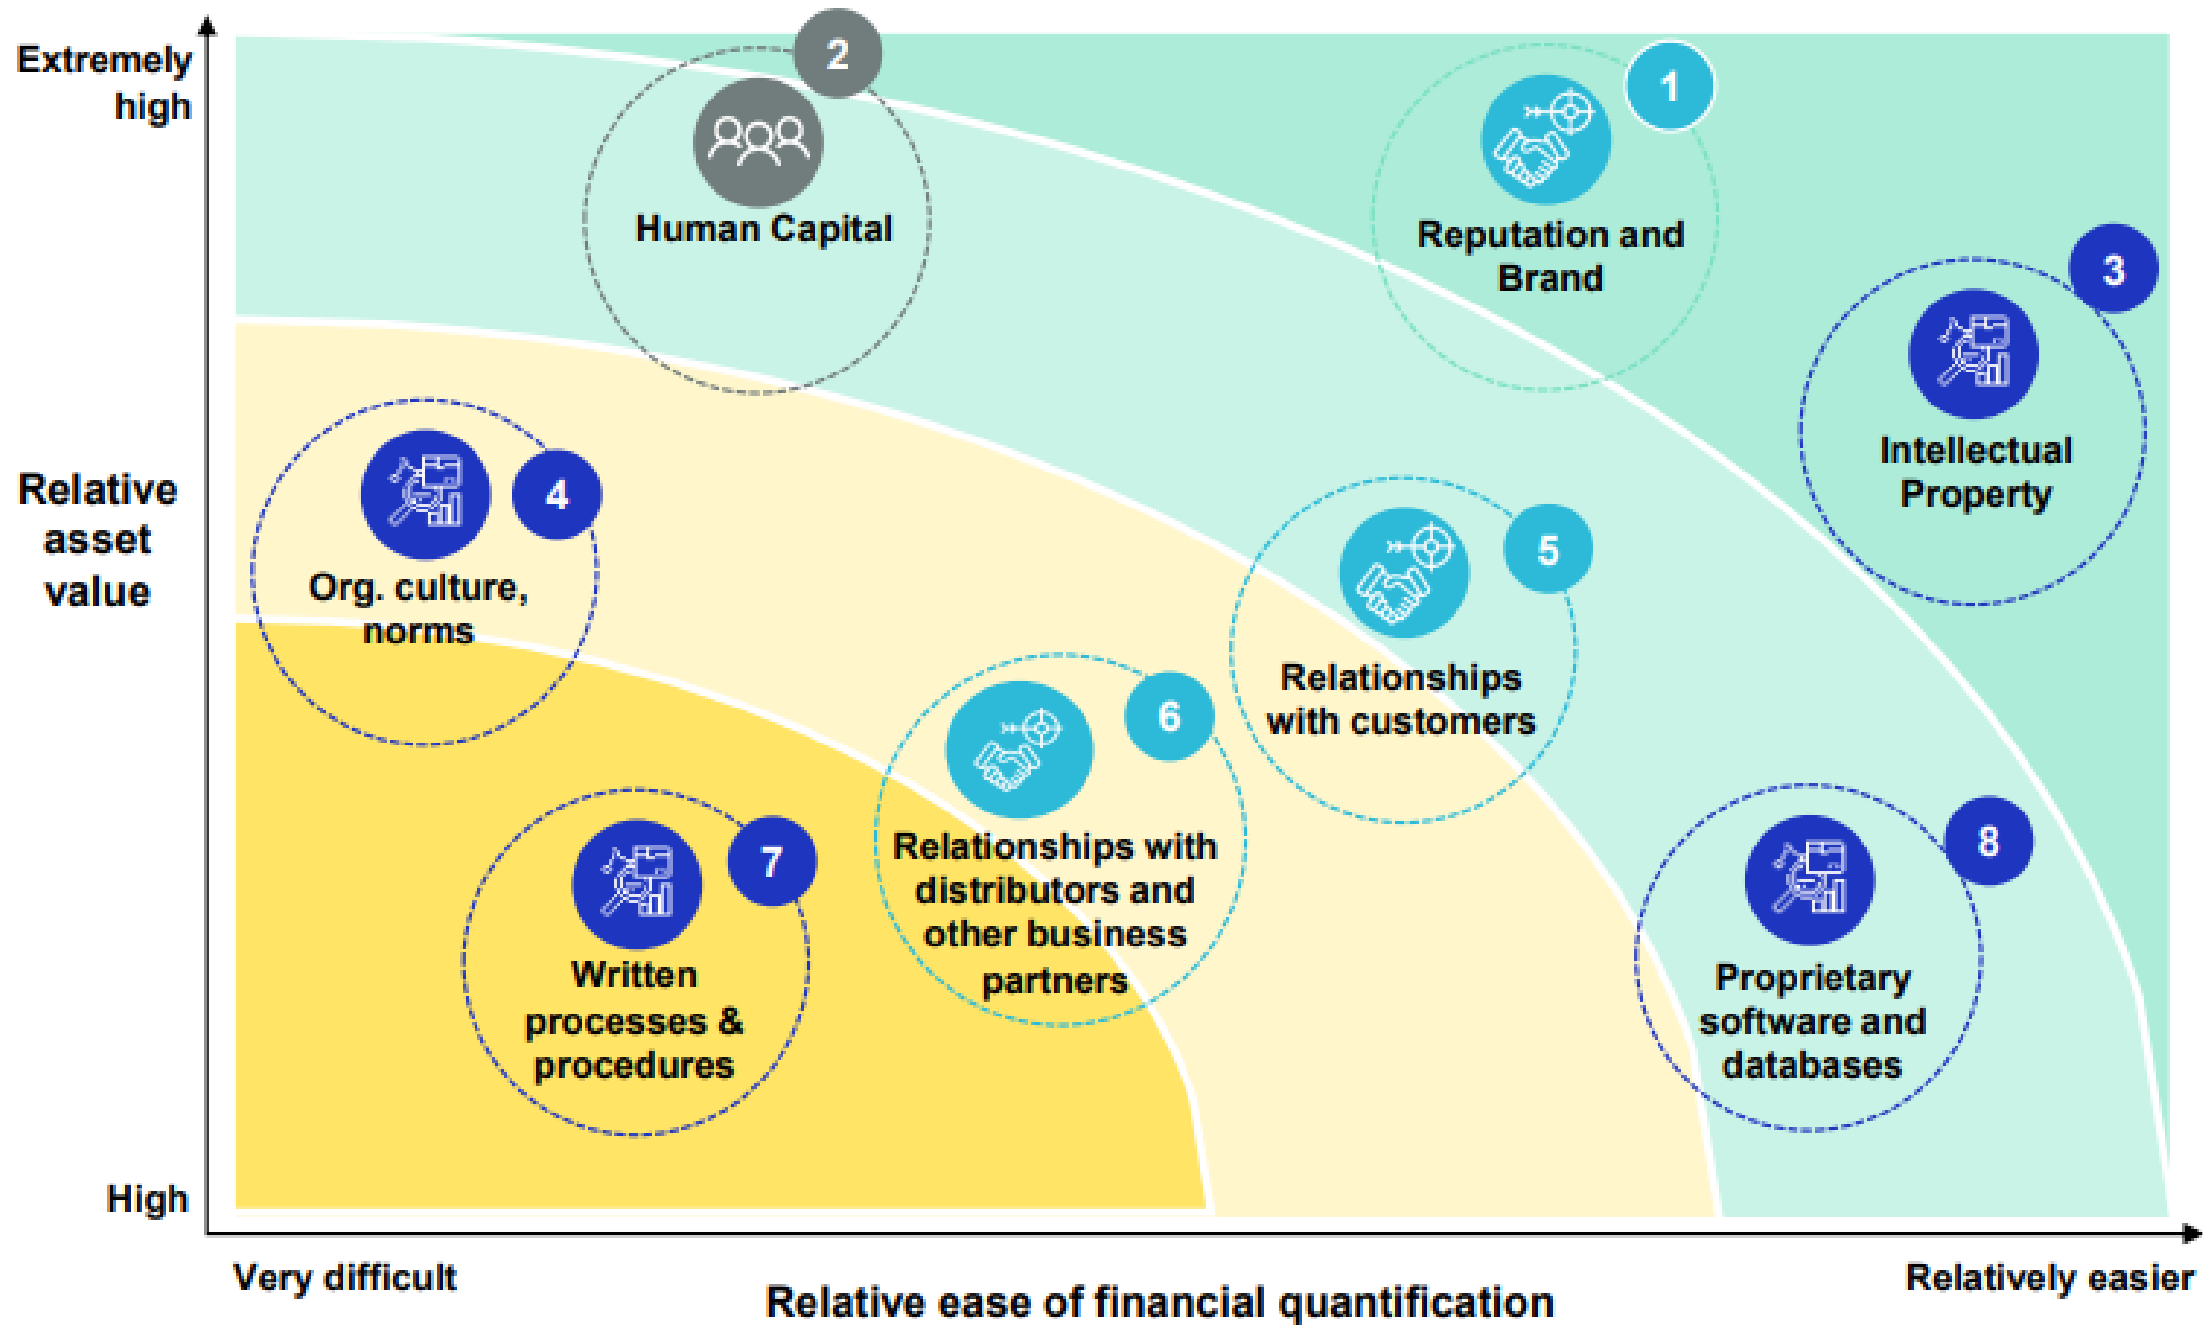 Extremely
high
2
1
Human Capital
Reputation and
Brand
3
Intellectual
Property
Relative
asset
value
4
Org. culture,
norms
5
Relationships
with customers
6
Relationships with
distributors and
other business
partners
7
Written
processes &
procedures
8
Proprietary
software and
databases
High
Very difficult
Relative ease of financial quantification
Relatively easier